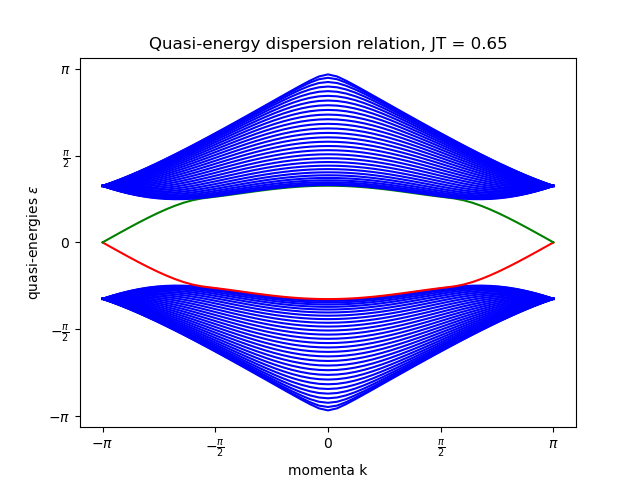 Quasi-energy dispersion relation, JT = 0.65
quasi-energies ε
π
π/2
0
−π/2
−π
−π
−π/2
0
π/2
π
momenta k